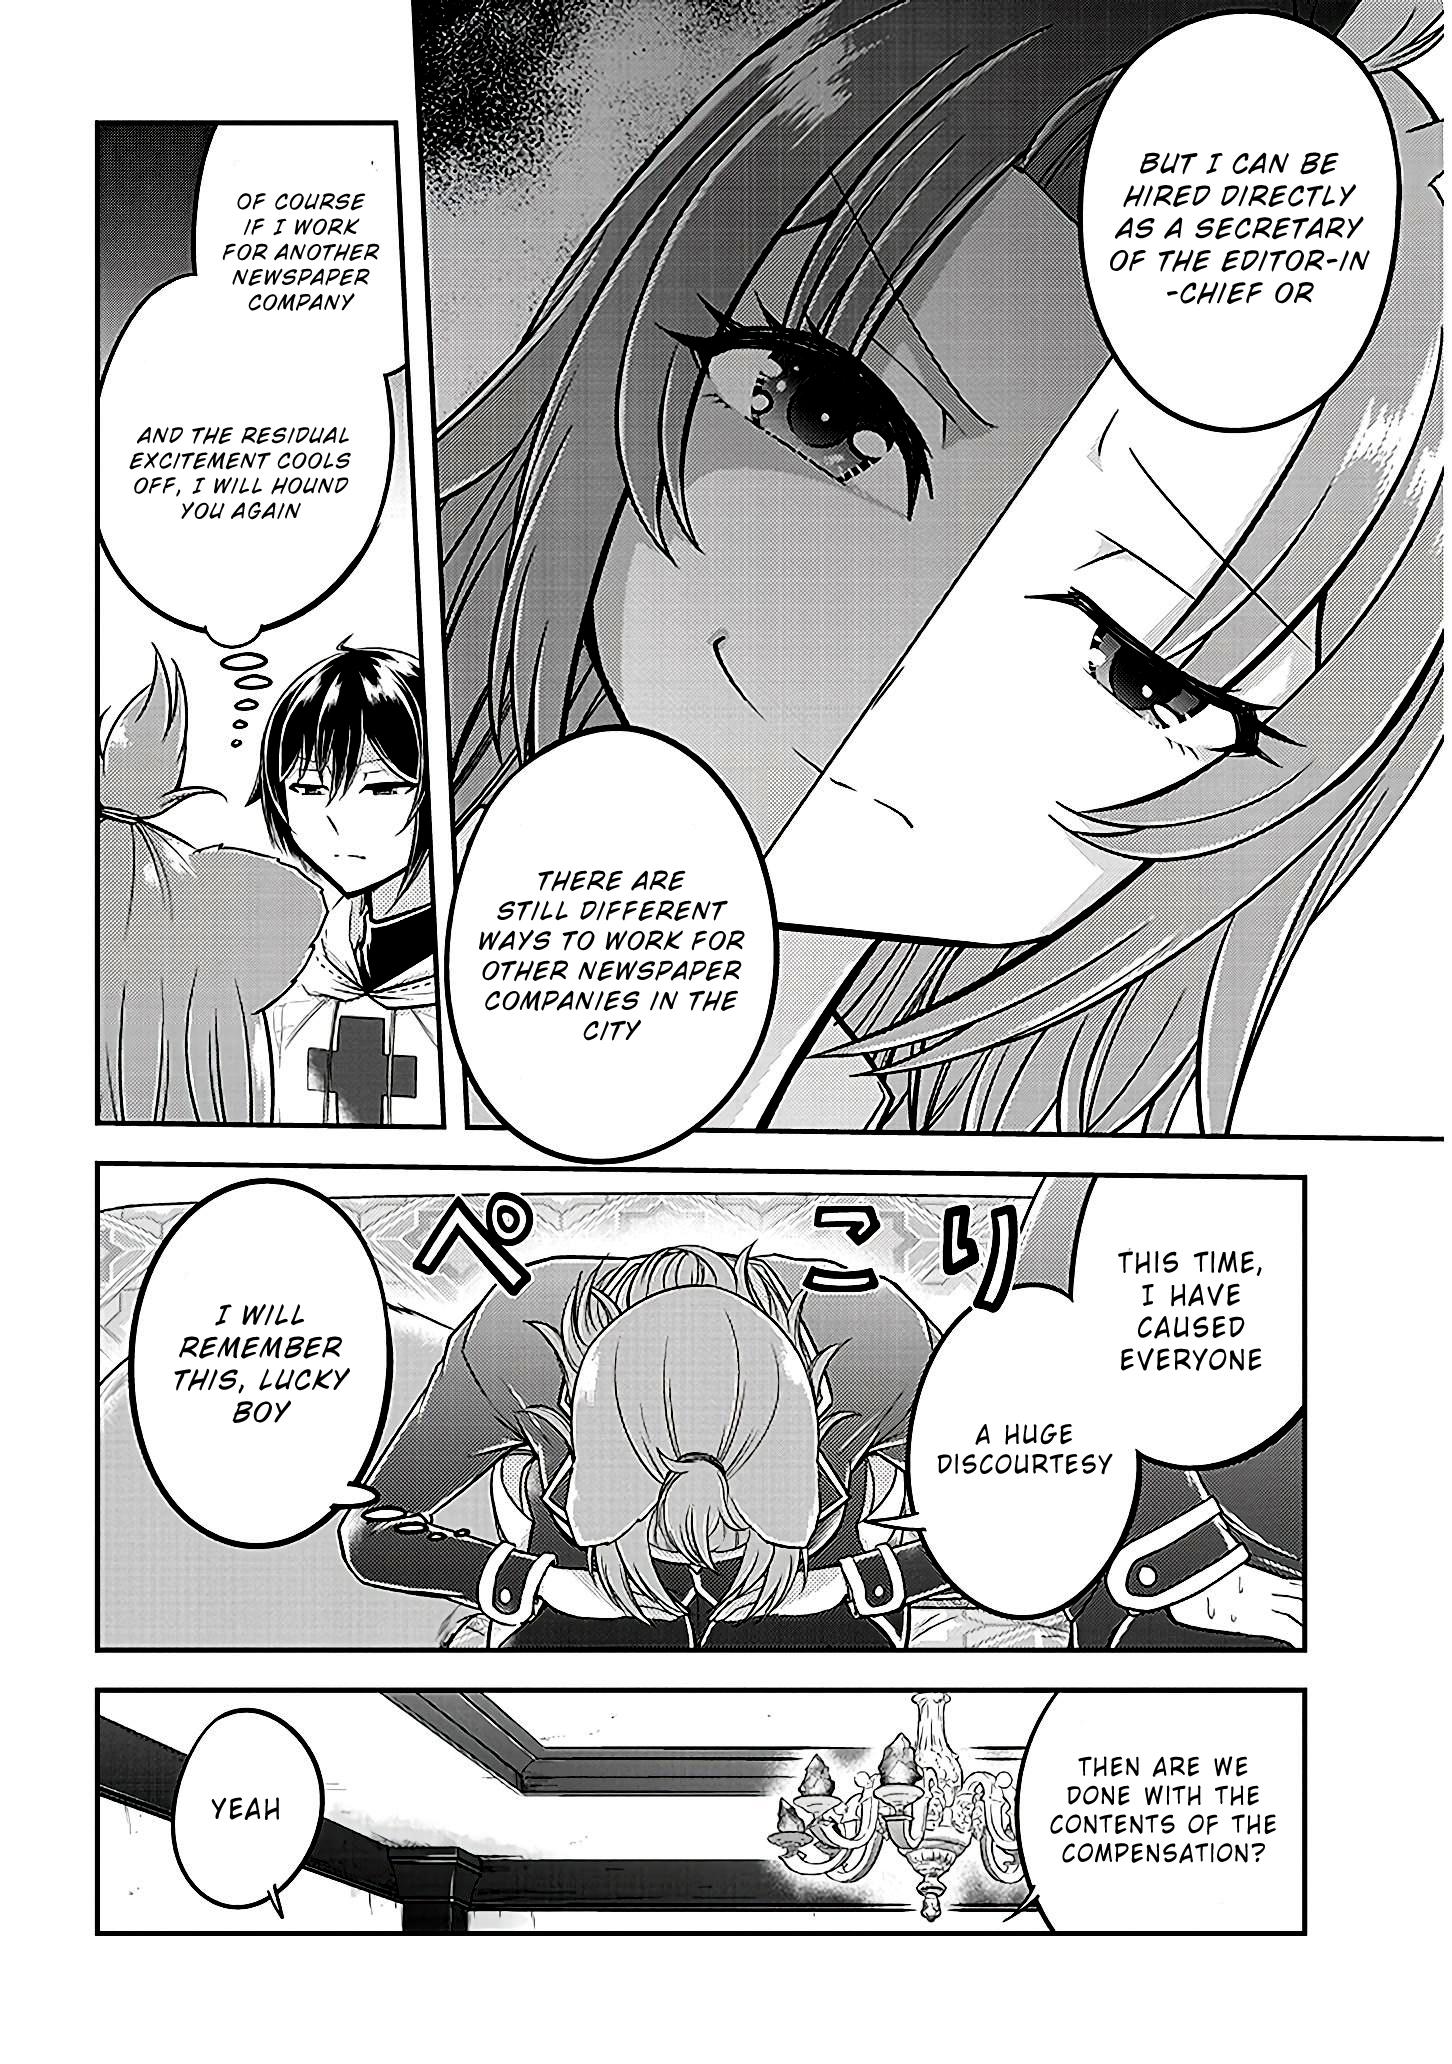 BUT I CAN BE
HIRED DIRECTLY
AS A SECRETARY
OF THE EDITOR-IN
-CHIEF OR
THERE ARE
STILL DIFFERENT
WAYS TO WORK FOR
OTHER NEWSPAPER
COMPANIES IN THE
CITY
OF COURSE
IF I WORK
FOR ANOTHER
NEWSPAPER
COMPANY
AND THE RESIDUAL
EXCITEMENT COOLS
OFF, I WILL HOUND
YOU AGAIN
THIS TIME,
I HAVE
CAUSED
EVERYONE
A HUGE
DISCOURTESY
ぺこり
I WILL
REMEMBER
THIS, LUCKY
BOY
THEN ARE WE
DONE WITH THE
CONTENTS OF THE
COMPENSATION?
YEAH